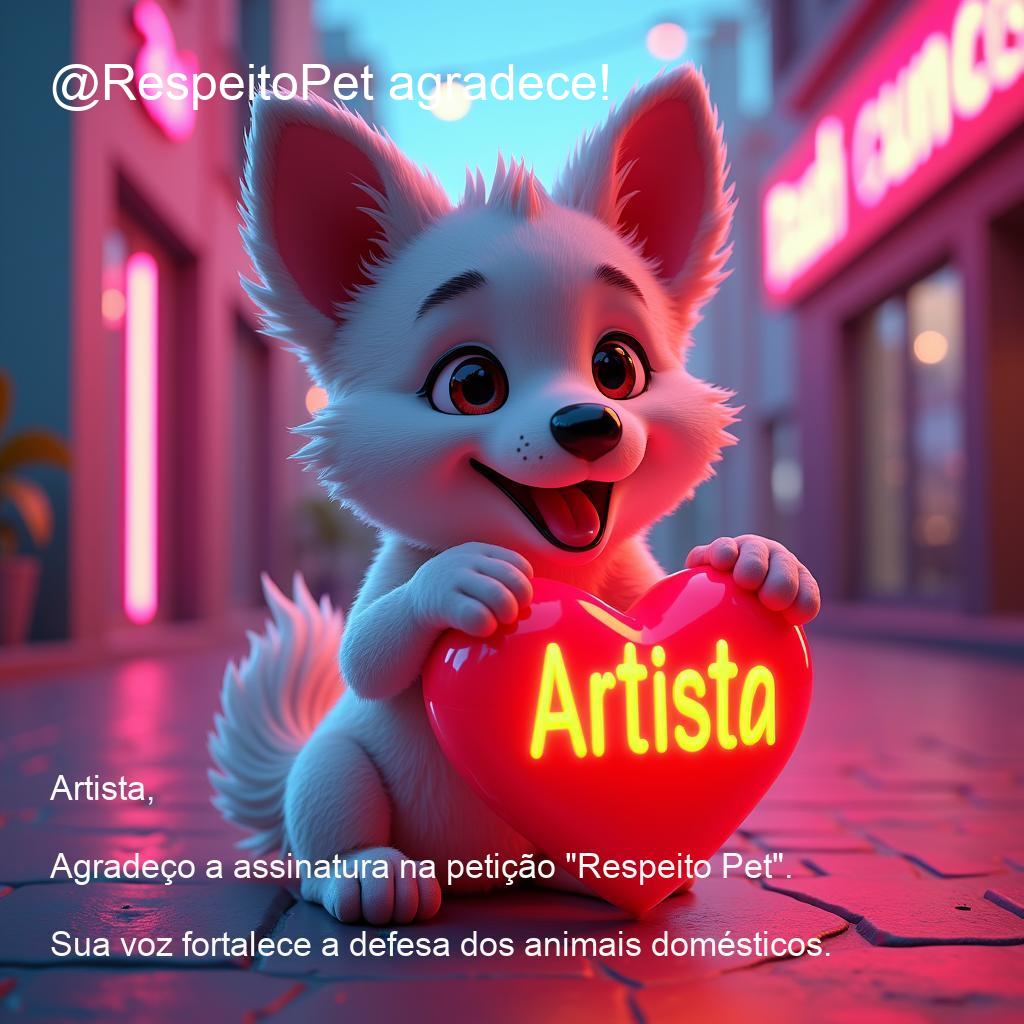 @RespeitoPet agradece!
Artista
Artista,
Agradeço a assinatura na petição "Respeito Pet".
Sua voz fortalece a defesa dos animais domésticos.